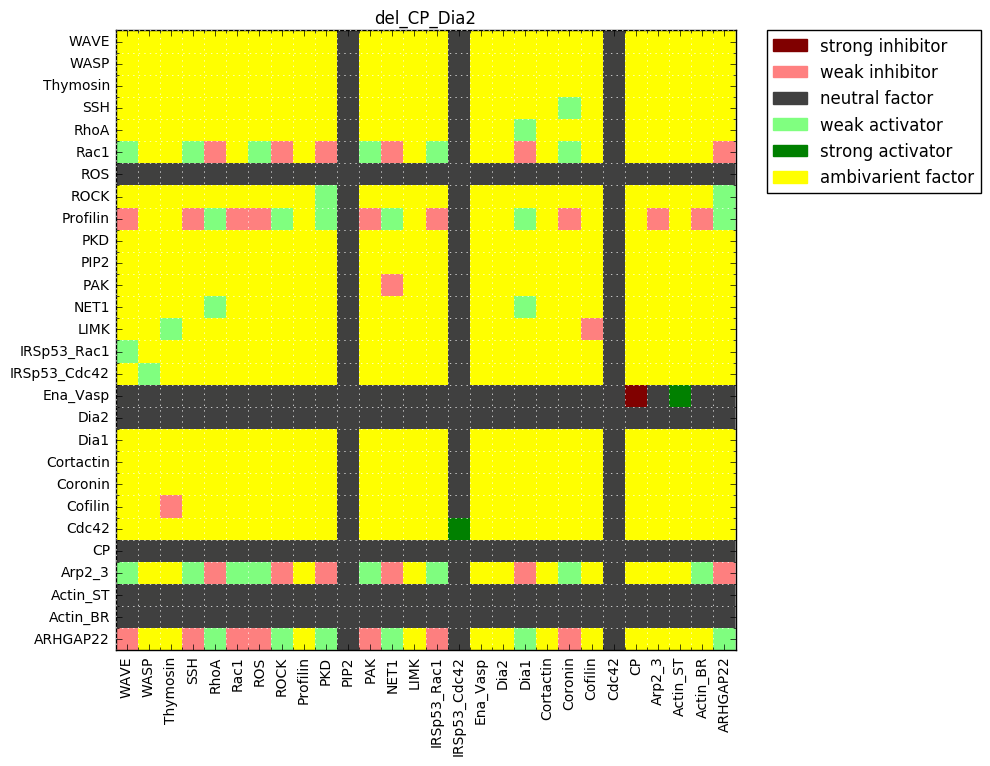 del_CP_Dia2
WAVE
WASP
Thymosin
SSH
RhoA
Rac1
ROS
ROCK
Profilin
PKD
PIP2
PAK
NET1
LIMK
IRSp53_Rac1
IRSp53_Cdc42
Ena_Vasp
Dia2
Dia1
Cortactin
Coronin
Cofilin
Cdc42
CP
Arp2_3
Actin_ST
Actin_BR
ARHGAP22
WAVE
WASP
Thymosin
SSH
RhoA
Rac1
ROS
ROCK
Profilin
PKD
PIP2
PAK
NET1
LIMK
IRSp53_Rac1
IRSp53_Cdc42
Ena_Vasp
Dia2
Dia1
Cortactin
Coronin
Cofilin
Cdc42
CP
Arp2_3
Actin_ST
Actin_BR
ARHGAP22
strong inhibitor
weak inhibitor
neutral factor
weak activator
strong activator
ambivarient factor